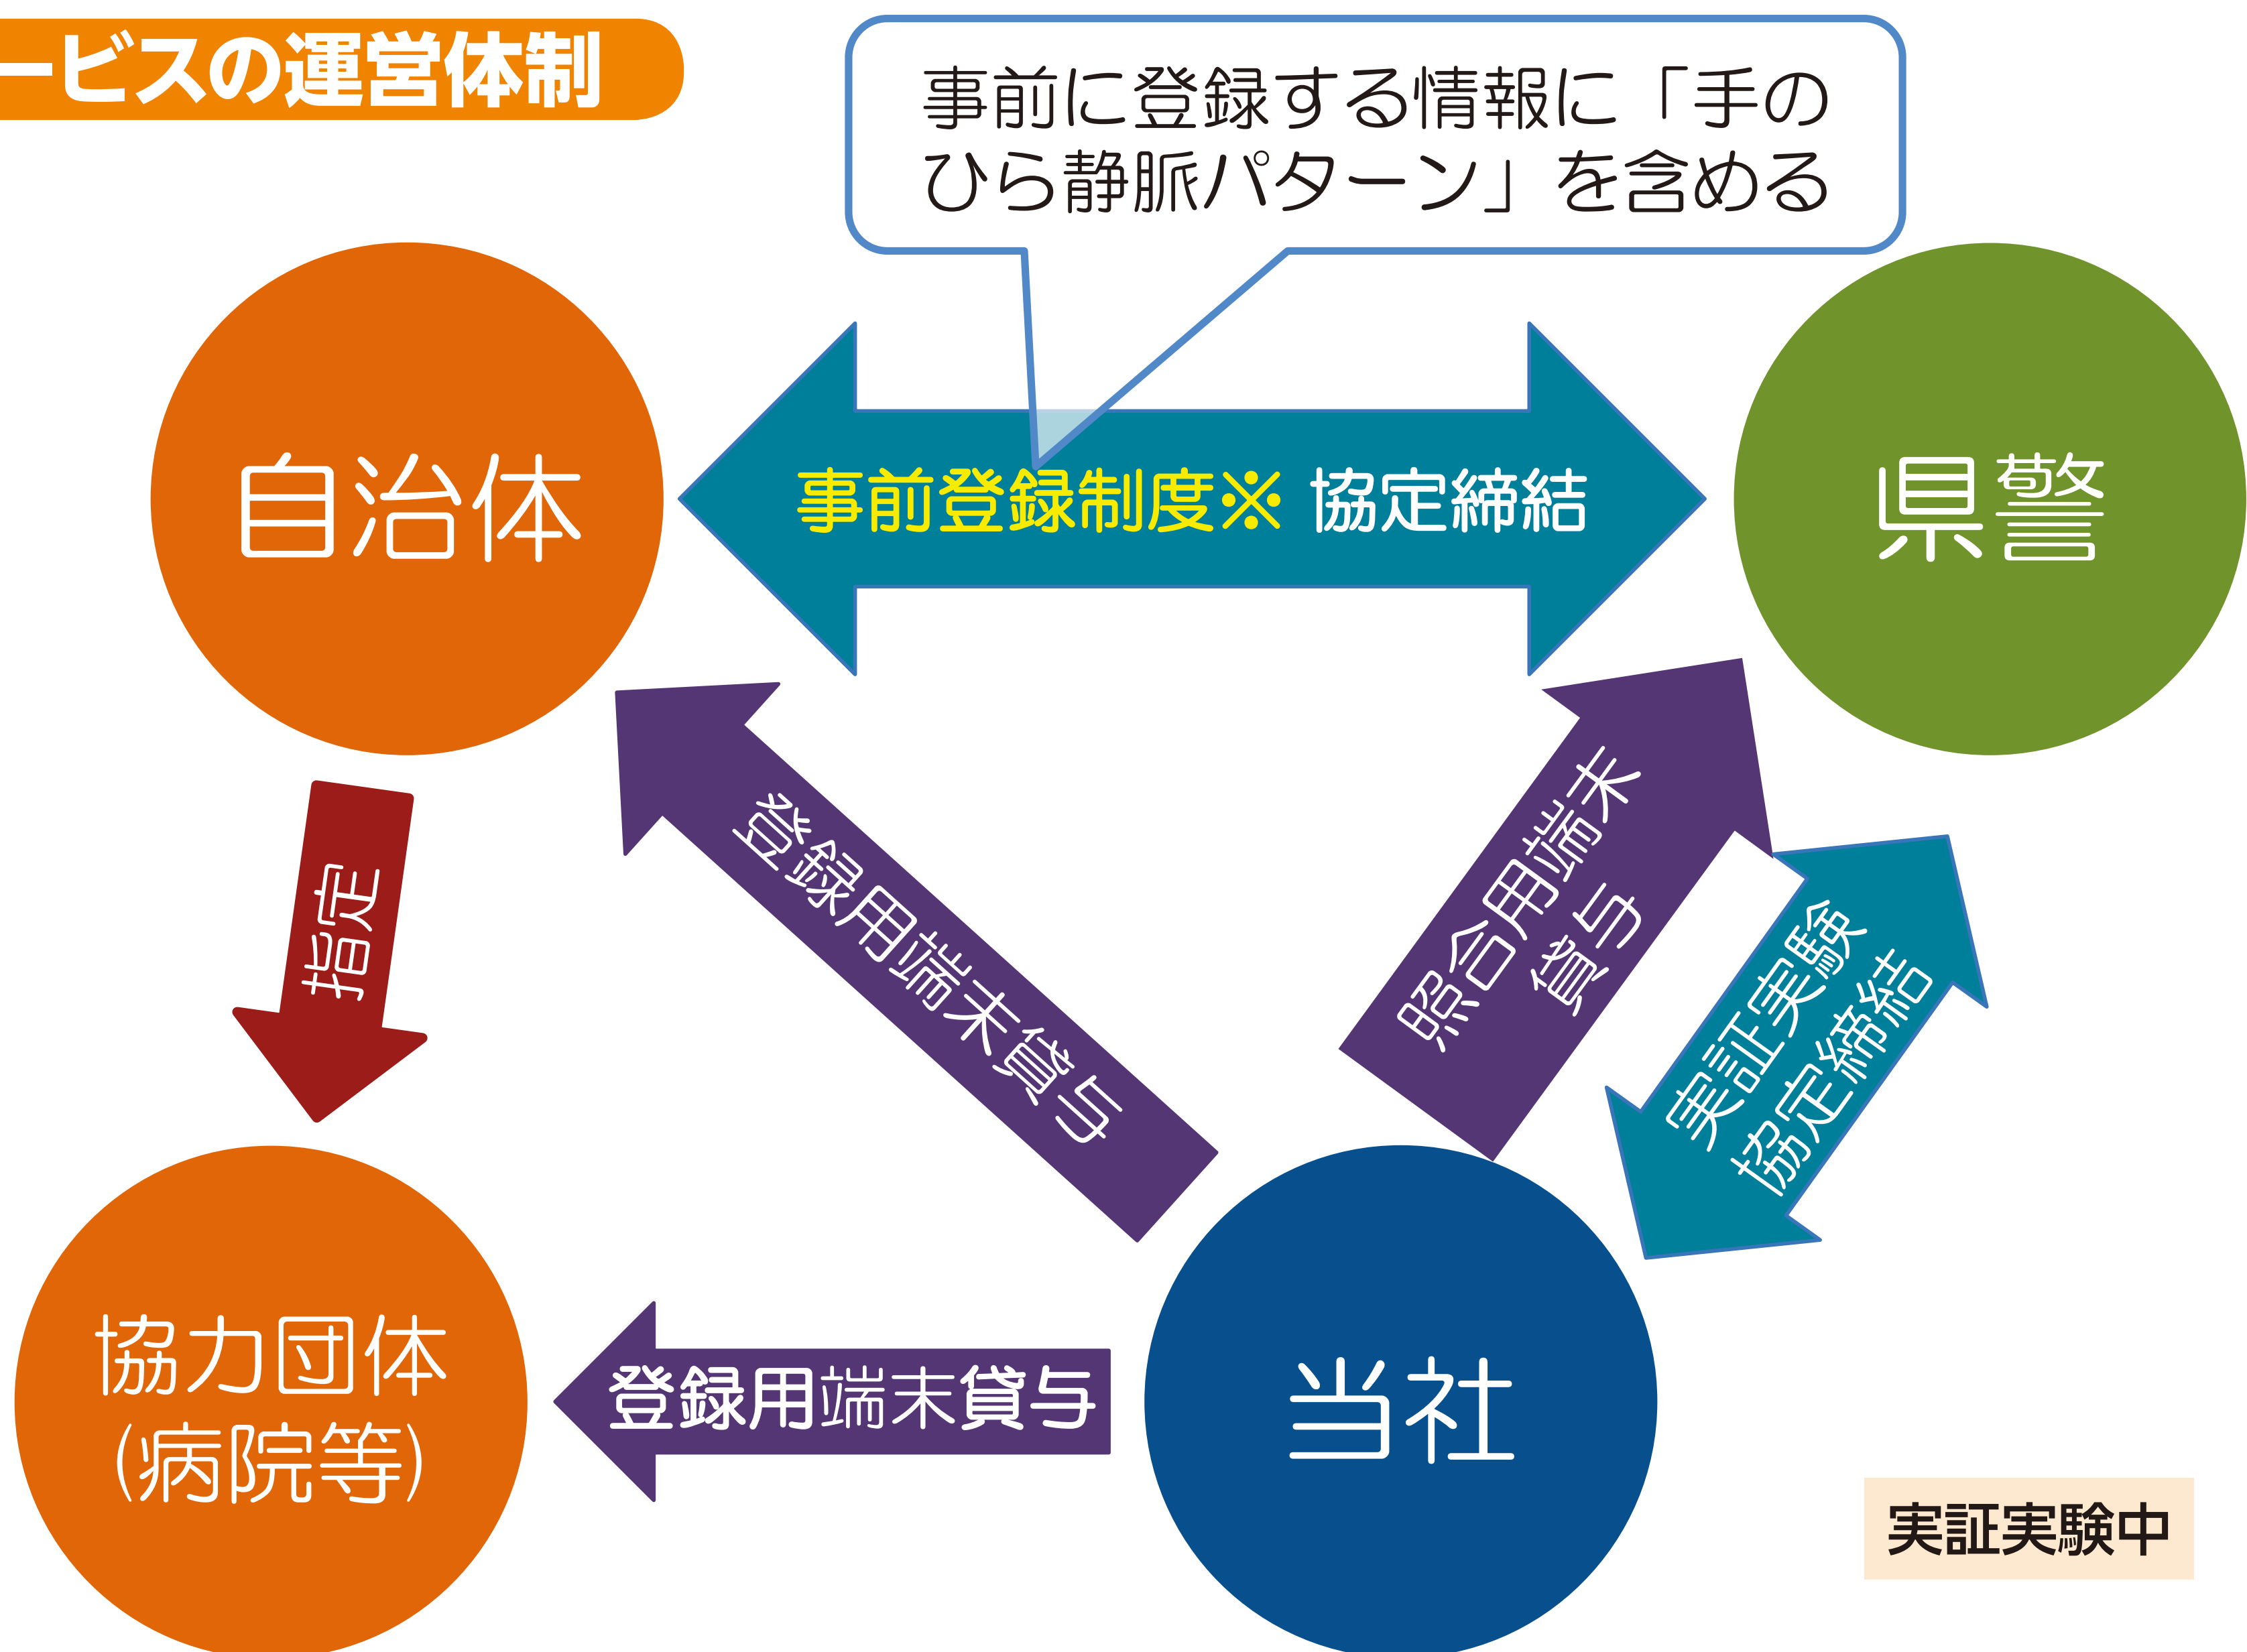 ービスの運営体制
事前に登録する情報に「手の
ひら静脈パターン」を含める
自治体
事前登録制度※ 協定締結
県警
指示
登録用端末貸与
照合用端末
貸与
実証実験
協定締結
協力団体
(病院等)
登録用端末貸与
当社
実証実験中